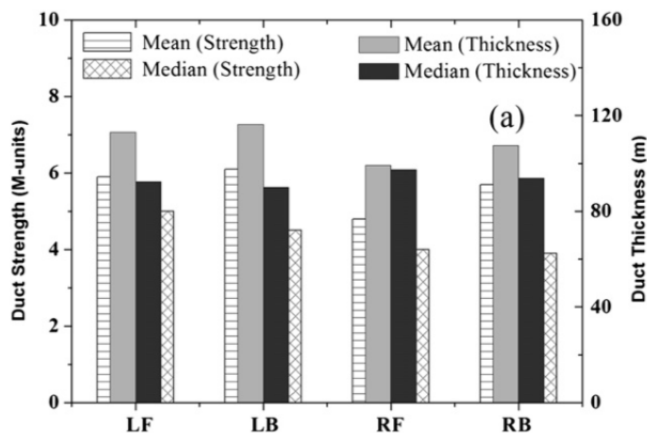 10
8
6
4
2
0
Duct Strength (M-units)
Mean (Strength)
Median (Strength)
Mean (Thickness)
Median (Thickness)
(a)
160
120
80
40
0
Duct Thickness (m)
LF LB RF RB